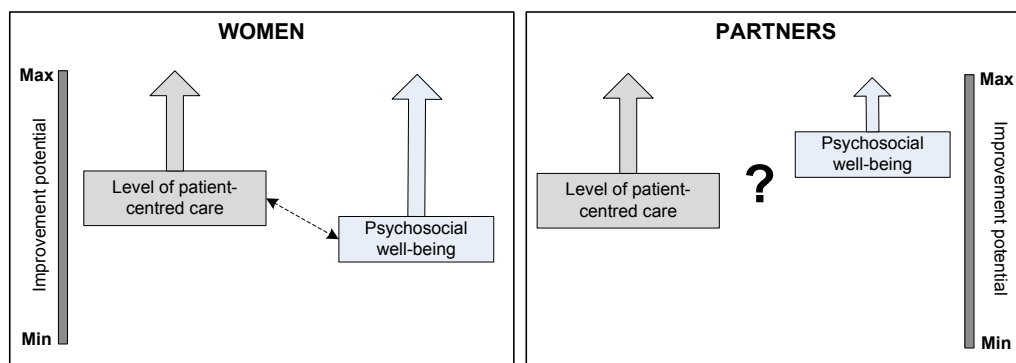 WOMEN
Max
Improvement potential
Min
Level of patient-
centred care
Psychosocial
well-being
PARTNERS
Level of patient-
centred care
?
Psychosocial
well-being
Max
Improvement potential
Min